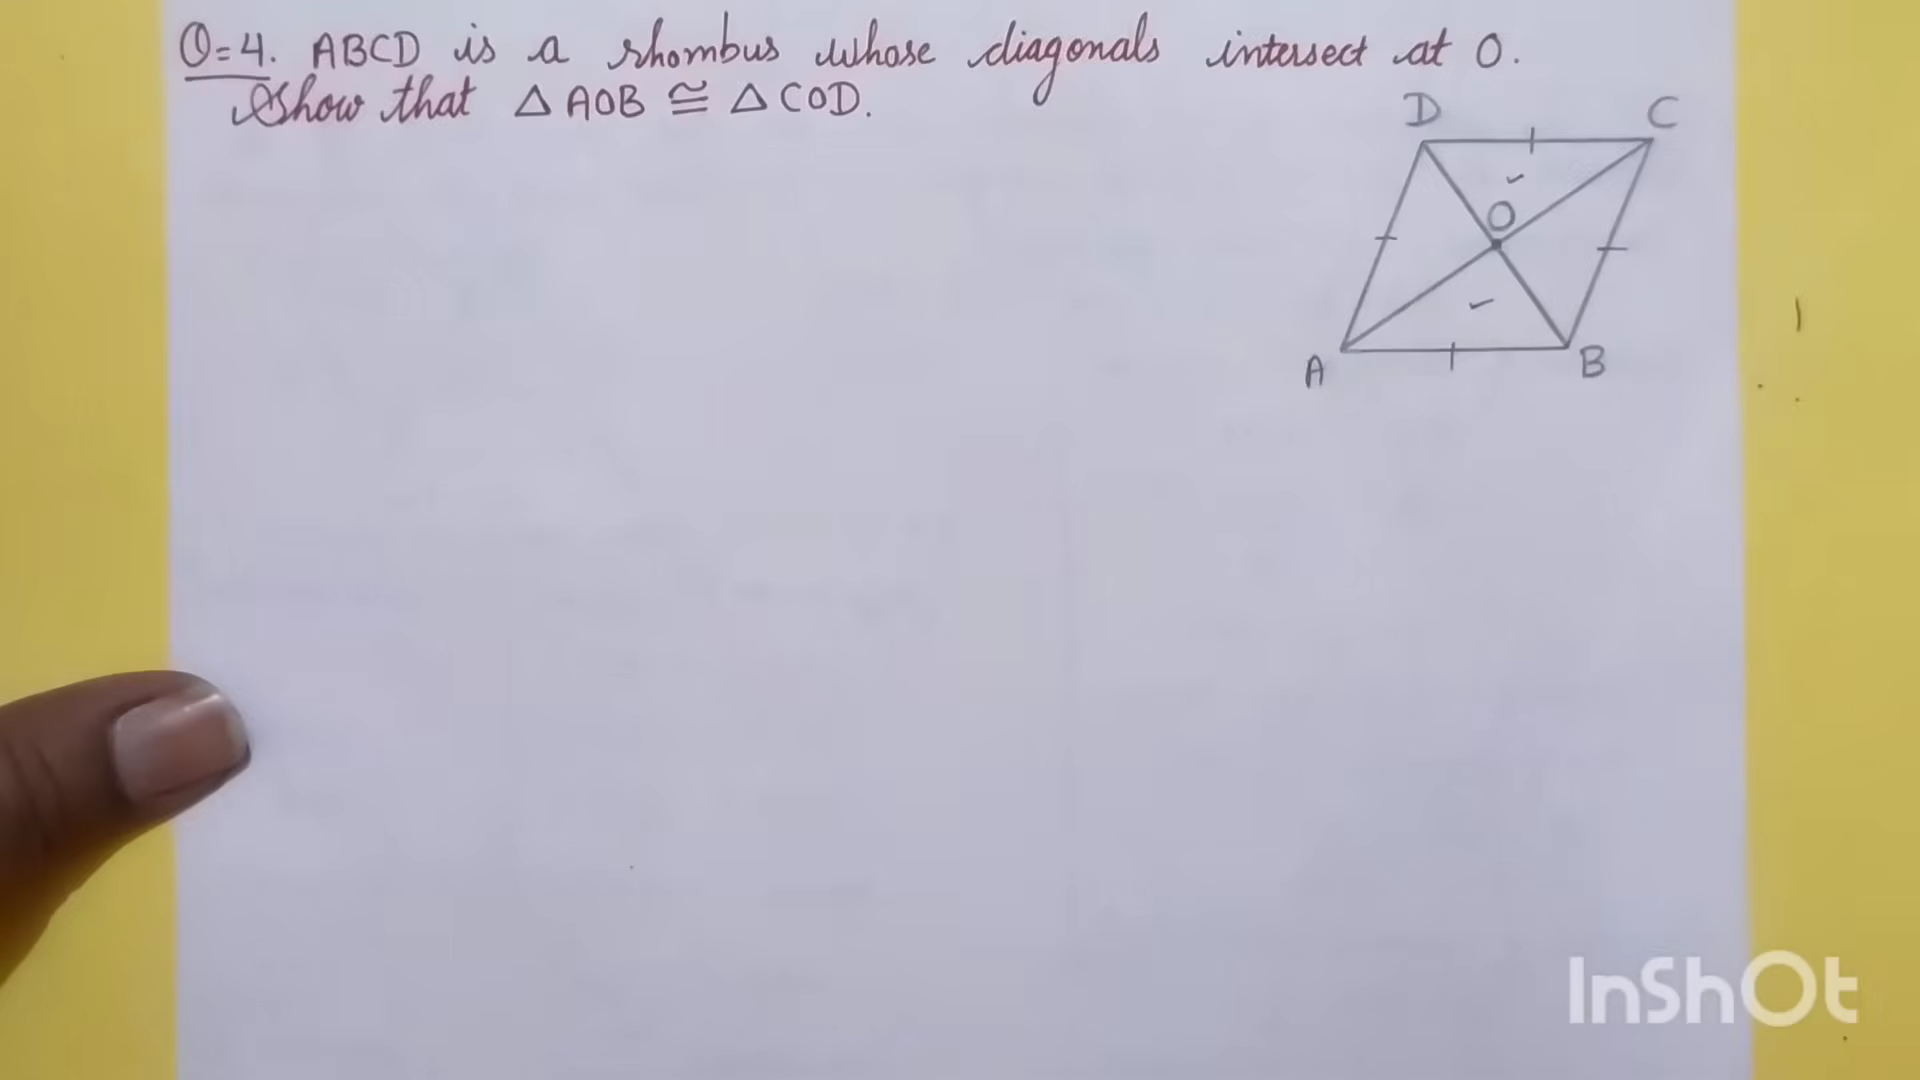 Q=4. ABCD is a rhombus whose diagonals intersect at O.
Show that △ AOB ≅ △ COD.
D C
O
A B
InShOt